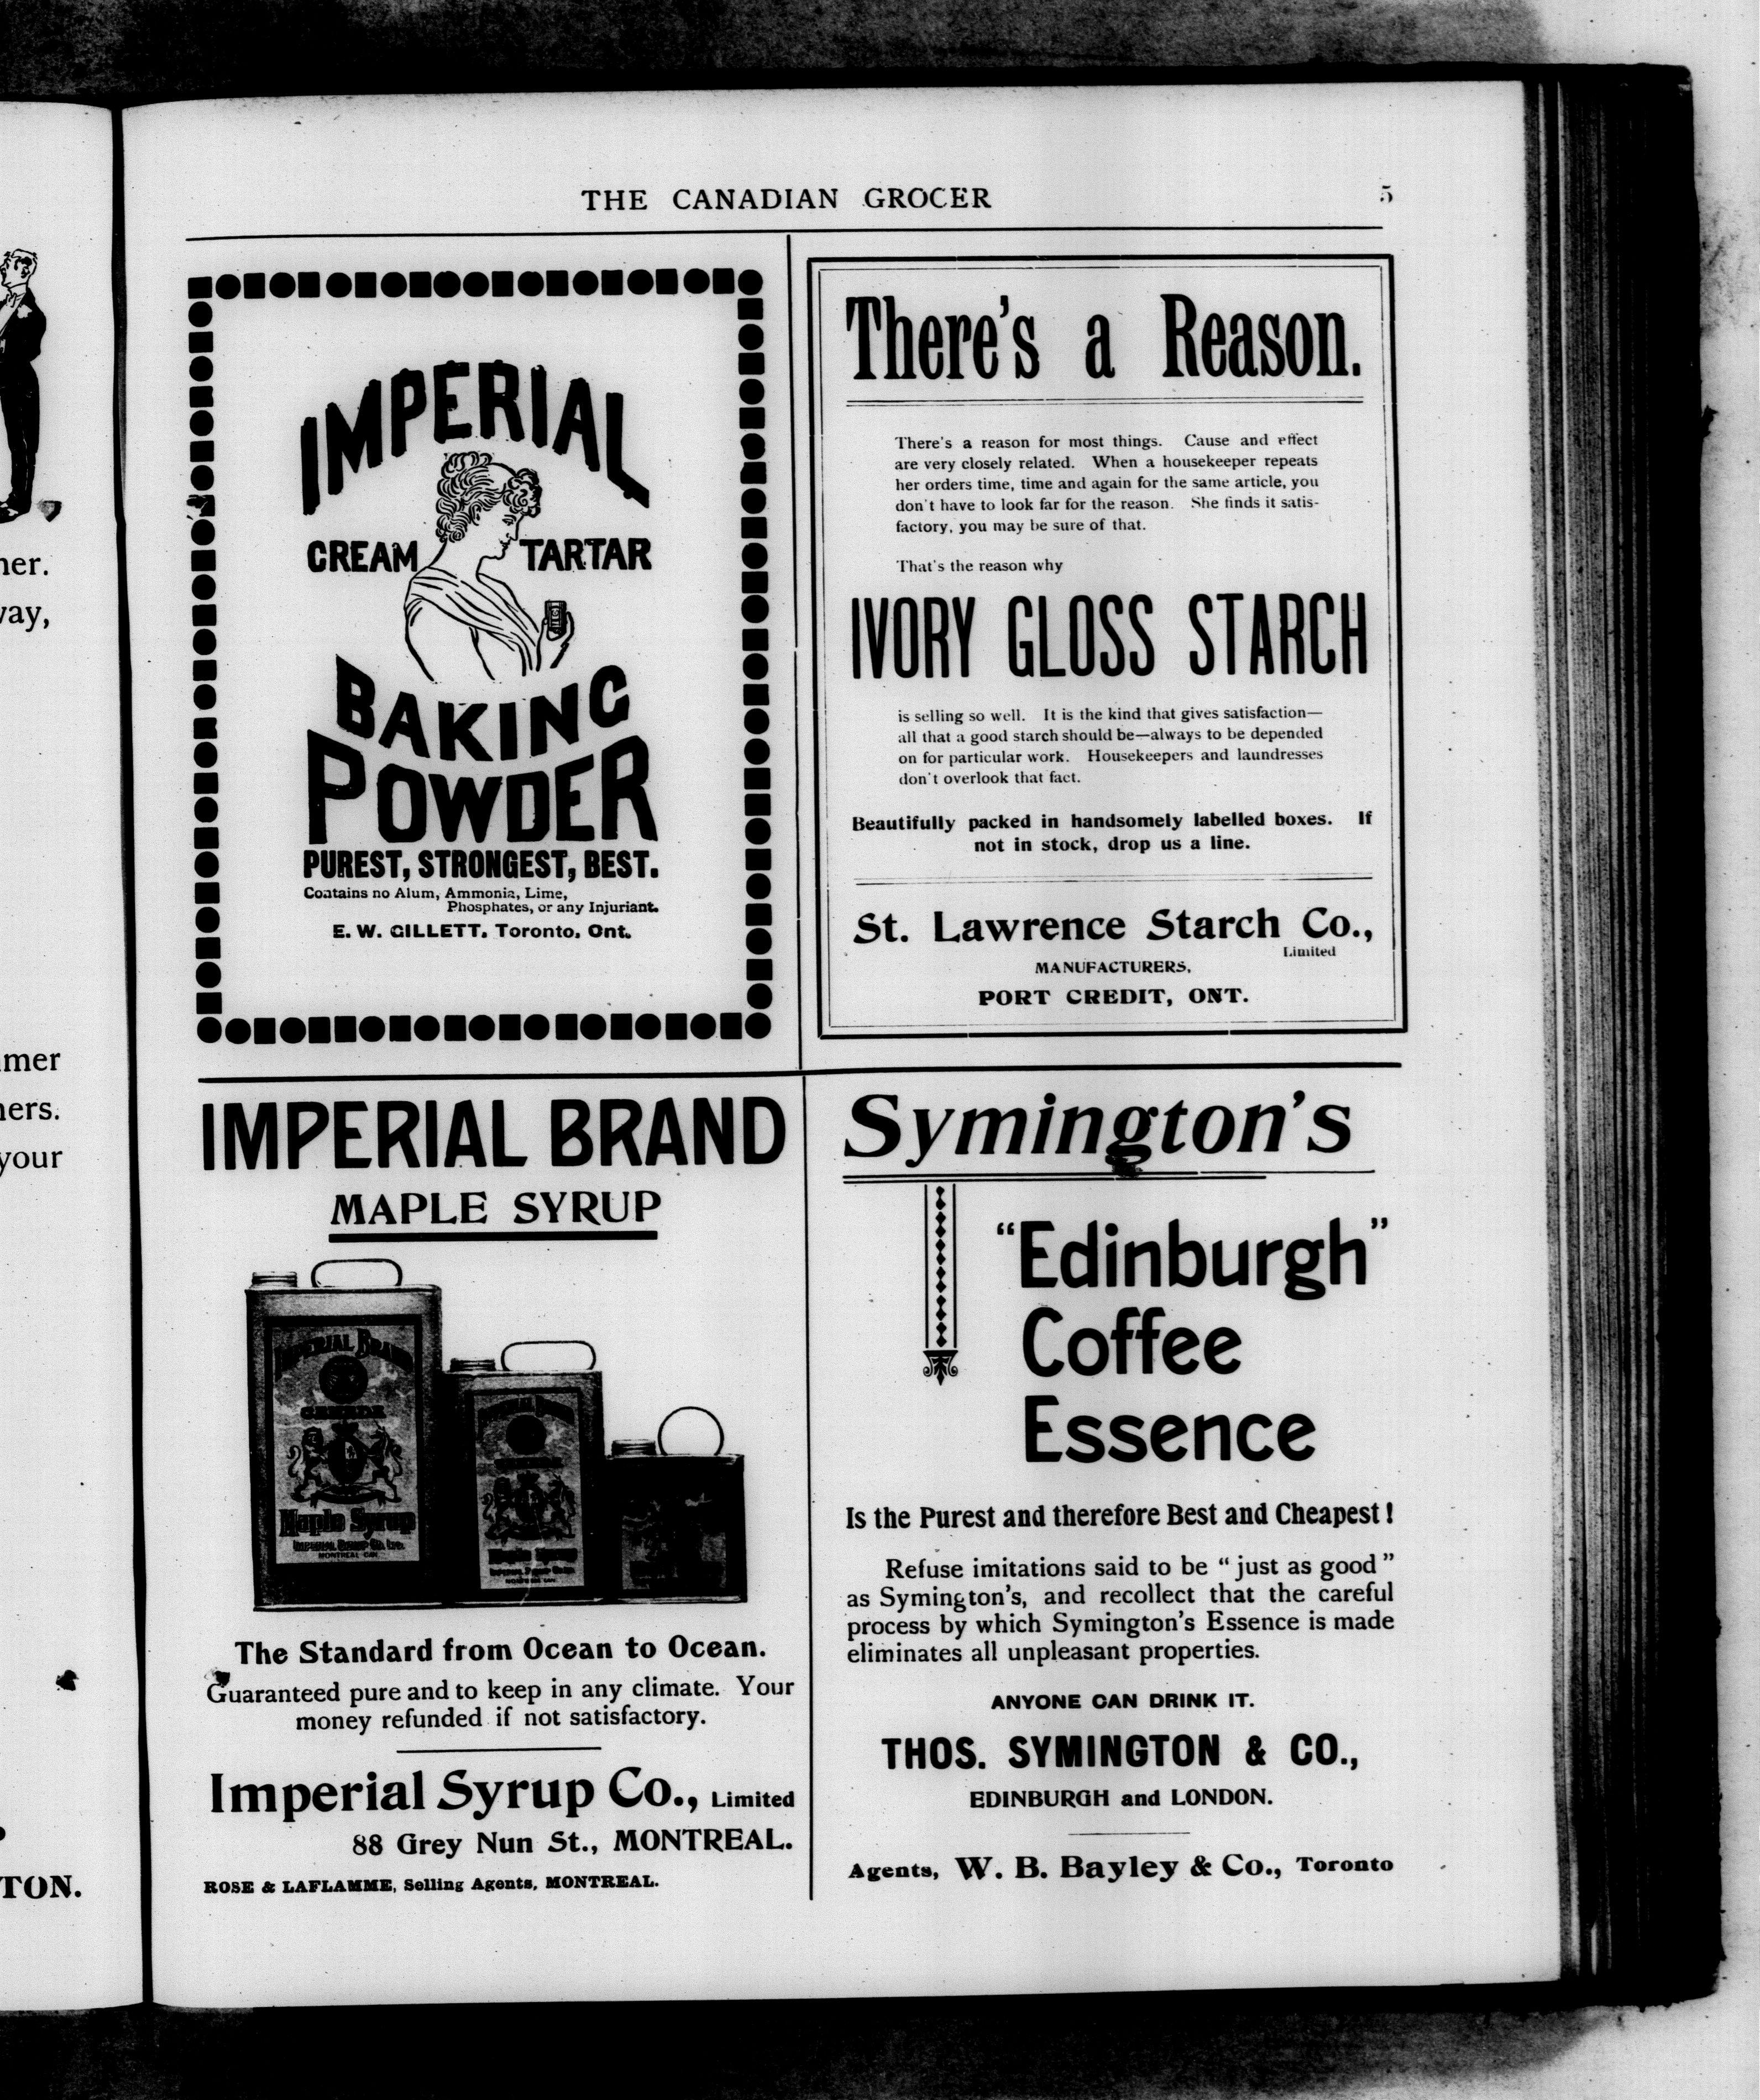 THE CANADIAN GROCER
5
IMPERIAL
CREAM TARTAR
BAKING
POWDER
PUREST, STRONGEST, BEST.
Contains no Alum, Ammonia, Lime,
Phosphates, or any Injuriant.
E. W. GILLETT, Toronto, Ont.
There's a Reason.
There's a reason for most things. Cause and effect
are very closely related. When a housekeeper repeats
her orders time, time and again for the same article, you
don't have to look far for the reason. She finds it satis-
factory, you may be sure of that.
That's the reason why
IVORY GLOSS STARCH
is selling so well. It is the kind that gives satisfaction—
all that a good starch should be—always to be depended
on for particular work. Housekeepers and laundresses
don't overlook that fact.
Beautifully packed in handsomely labelled boxes. If
not in stock, drop us a line.
St. Lawrence Starch Co.,
Limited
MANUFACTURERS,
PORT CREDIT, ONT.
IMPERIAL BRAND
MAPLE SYRUP
IMPERIAL BRAND
CANADA
Maple Syrup
IMPERIAL SYRUP CO. LTD.
MONTREAL CAN
The Standard from Ocean to Ocean.
Guaranteed pure and to keep in any climate. Your
money refunded if not satisfactory.
Imperial Syrup Co., Limited
88 Grey Nun St., MONTREAL.
ROSE & LAFLAMME, Selling Agents, MONTREAL.
Symington's
"Edinburgh"
Coffee
Essence
Is the Purest and therefore Best and Cheapest!
Refuse imitations said to be "just as good"
as Symington's, and recollect that the careful
process by which Symington's Essence is made
eliminates all unpleasant properties.
ANYONE CAN DRINK IT.
THOS. SYMINGTON & CO.,
EDINBURGH and LONDON.
Agents, W. B. Bayley & Co., Toronto
your
TON.